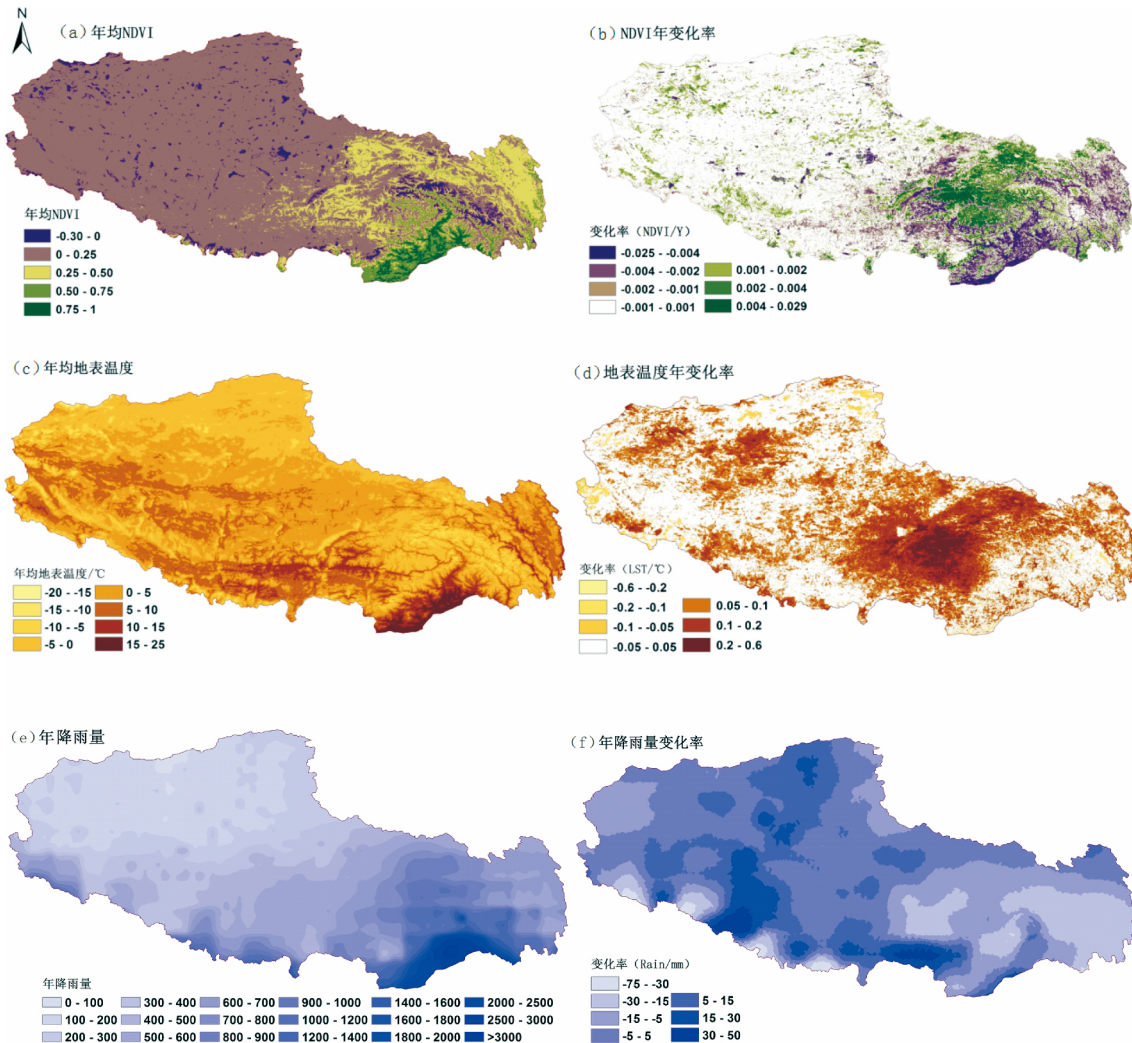 N
(a)年均NDVI
年均NDVI
-0.30 - 0
0 - 0.25
0.25 - 0.50
0.50 - 0.75
0.75 - 1
(b) NDVI年变化率
变化率 (NDVI/Y)
-0.025 - -0.004
-0.004 - -0.002
-0.002 - -0.001
-0.001 - 0.001
0.001 - 0.002
0.002 - 0.004
0.004 - 0.029
(c)年均地表温度
年均地表温度/℃
-20 - -15
-15 - -10
-10 - -5
-5 - 0
0 - 5
5 - 10
10 - 15
15 - 25
(d)地表温度年变化率
变化率 (LST/℃)
-0.6 - -0.2
-0.2 - -0.1
-0.1 - -0.05
-0.05 - 0.05
0.05 - 0.1
0.1 - 0.2
0.2 - 0.6
(e)年降雨量
年降雨量
0 - 100
100 - 200
200 - 300
300 - 400
400 - 500
500 - 600
600 - 700
700 - 800
800 - 900
900 - 1000
1000 - 1200
1200 - 1400
1400 - 1600
1600 - 1800
1800 - 2000
2000 - 2500
2500 - 3000
>3000
(f)年降雨量变化率
变化率 (Rain/mm)
-75 - -30
-30 - -15
-15 - -5
-5 - 5
5 - 15
15 - 30
30 - 50